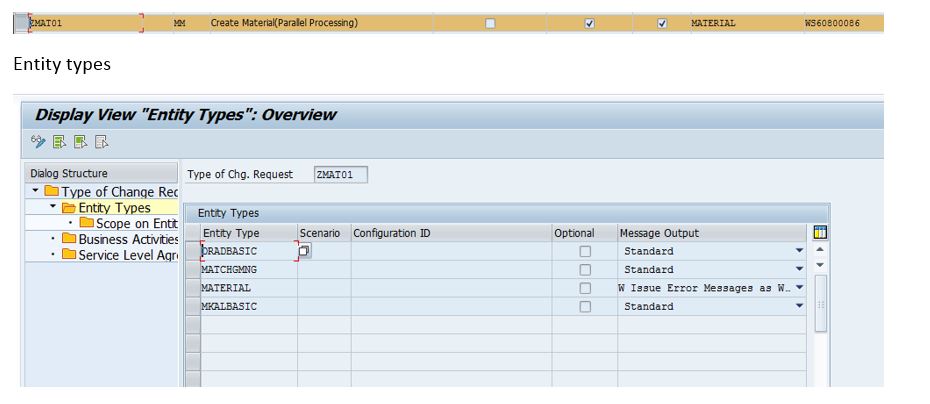 ZMAT01 MM Create Material(Parallel Processing) MATERIAL WS60800086
Entity types
Display View "Entity Types": Overview
Dialog Structure
Type of Change Rec
Entity Types
Scope on Entit
Business Activities
Service Level Agr
Type of Chg. Request ZMAT01
Entity Types
Entity Type Scenario Configuration ID Optional Message Output
DRADBASIC Standard
MATCHGMNG Standard
MATERIAL W Issue Error Messages as W…
MKALBASIC Standard